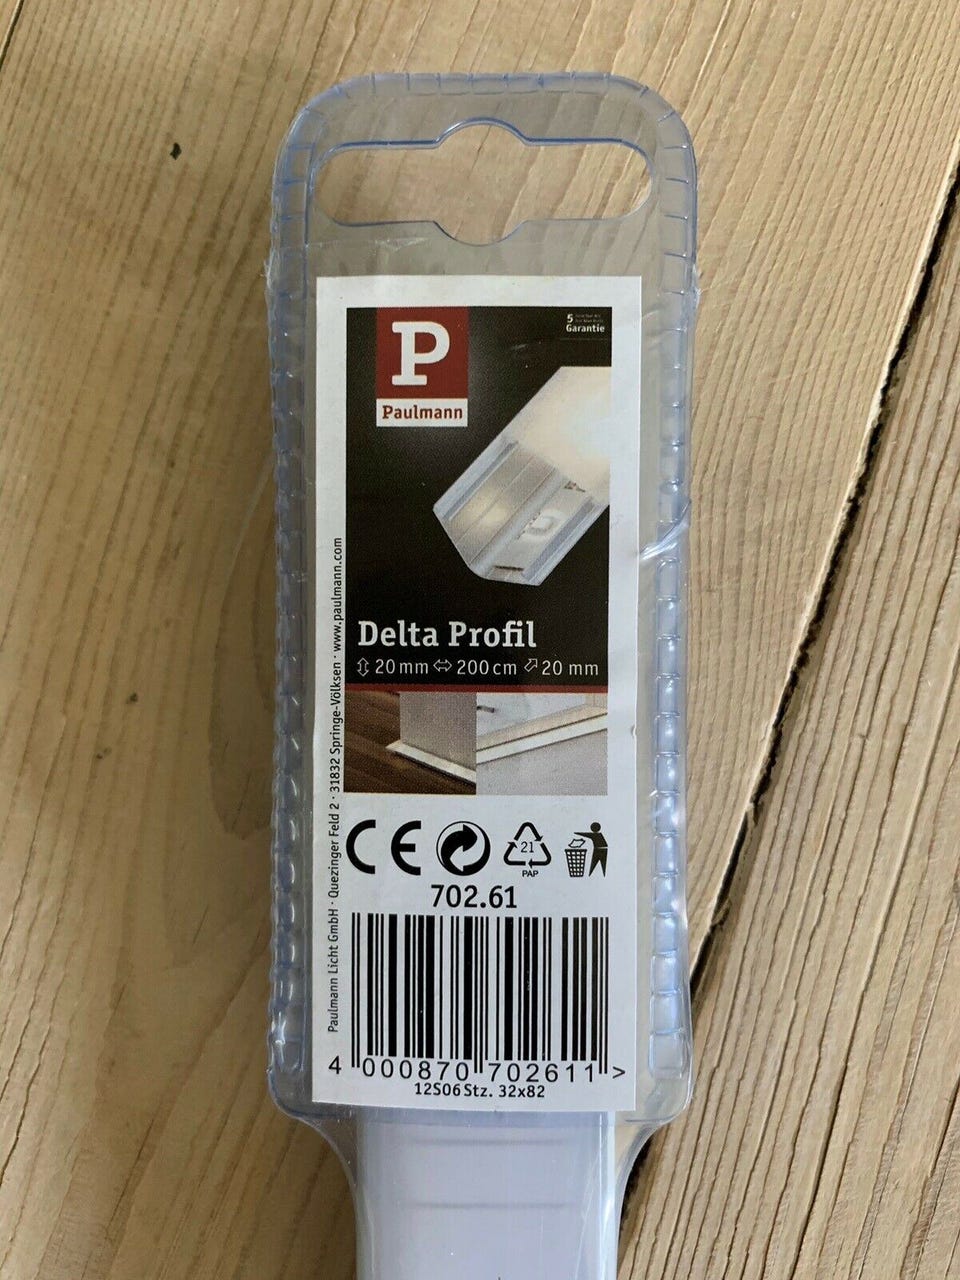 P
Paulmann
5
Garantie
Delta Profil
20 mm 200 cm 20 mm
Paulmann Licht GmbH · Quezinger Feld 2 · 31832 Springe-Völksen · www.paulmann.com
CE
21
PAP
702.61
4 000870 702611 >
12S06 Stz. 32x82